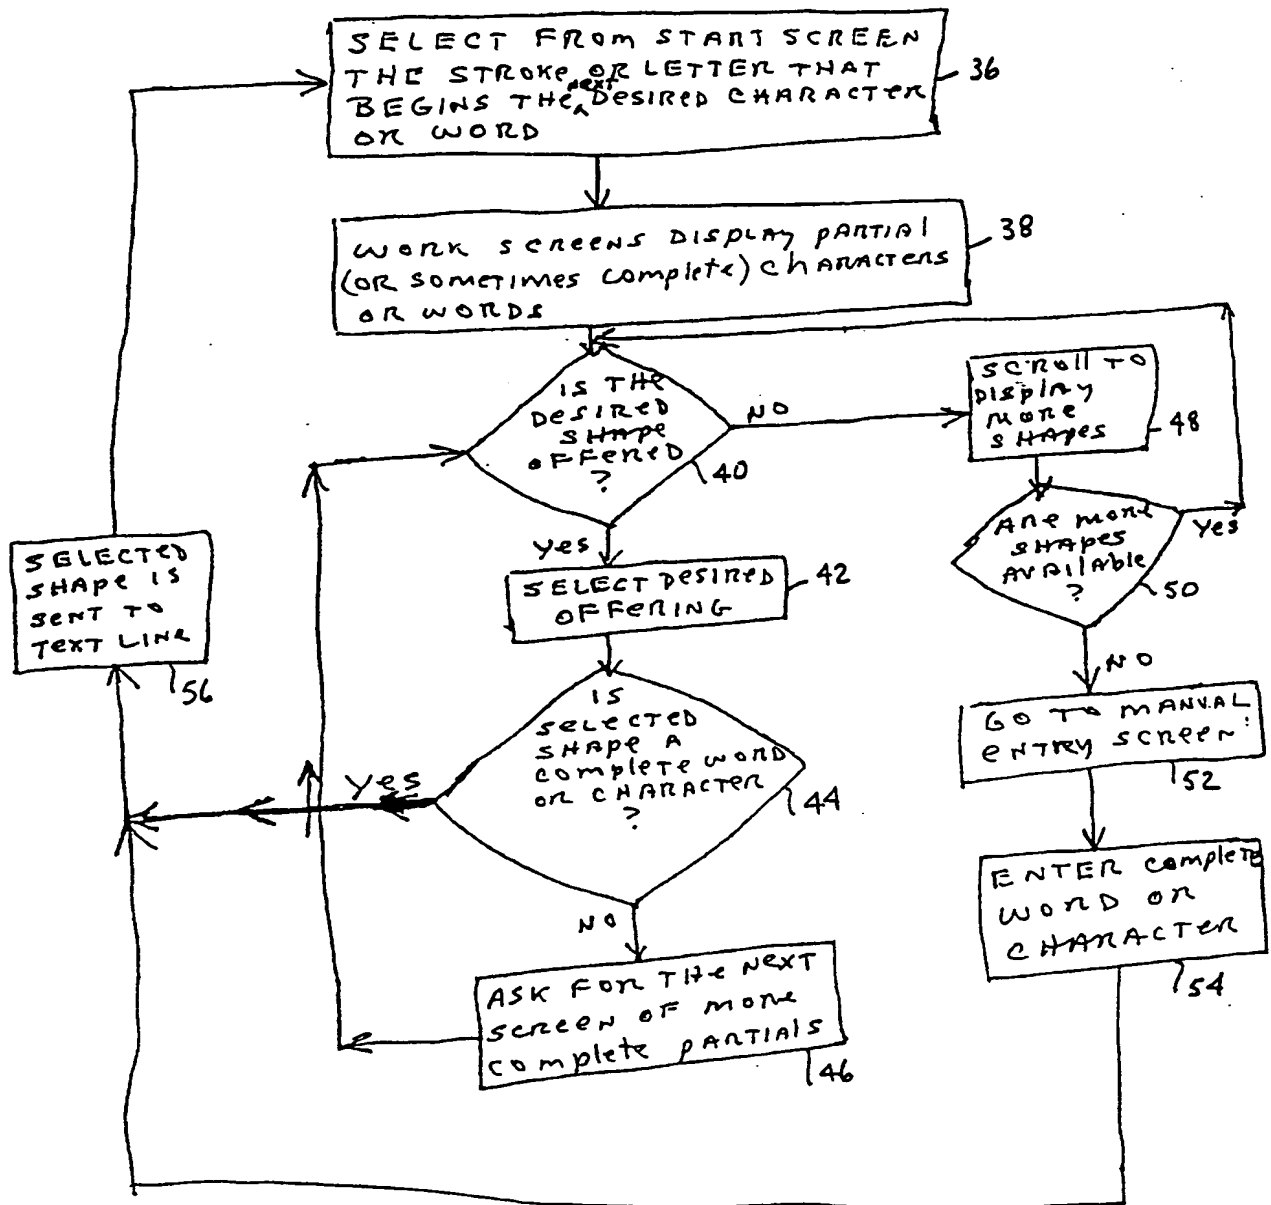 SELECT FROM START SCREEN
THE STROKE OR LETTER THAT
BEGINS THE next DESIRED CHARACTER
OR WORD
36
WORK SCREENS DISPLAY PARTIAL
(OR SOMETIMES COMPLETE) CHARACTERS
OR WORDS
38
IS THE
DESIRED
SHAPE
OFFERED
?
40
NO
SCROLL TO
DISPLAY
MORE
SHAPES
48
ARE MORE
SHAPES
AVAILABLE
?
50
Yes
Yes
SELECT DESIRED
OFFERING
42
SELECTED
SHAPE IS
SENT TO
TEXT LINE
56
IS
SELECTED
SHAPE A
COMPLETE WORD
OR CHARACTER
?
44
Yes
NO
GO TO MANUAL
ENTRY SCREEN
52
NO
ASK FOR THE NEXT
SCREEN OF MORE
COMPLETE PARTIALS
46
ENTER COMPLETE
WORD OR
CHARACTER
54